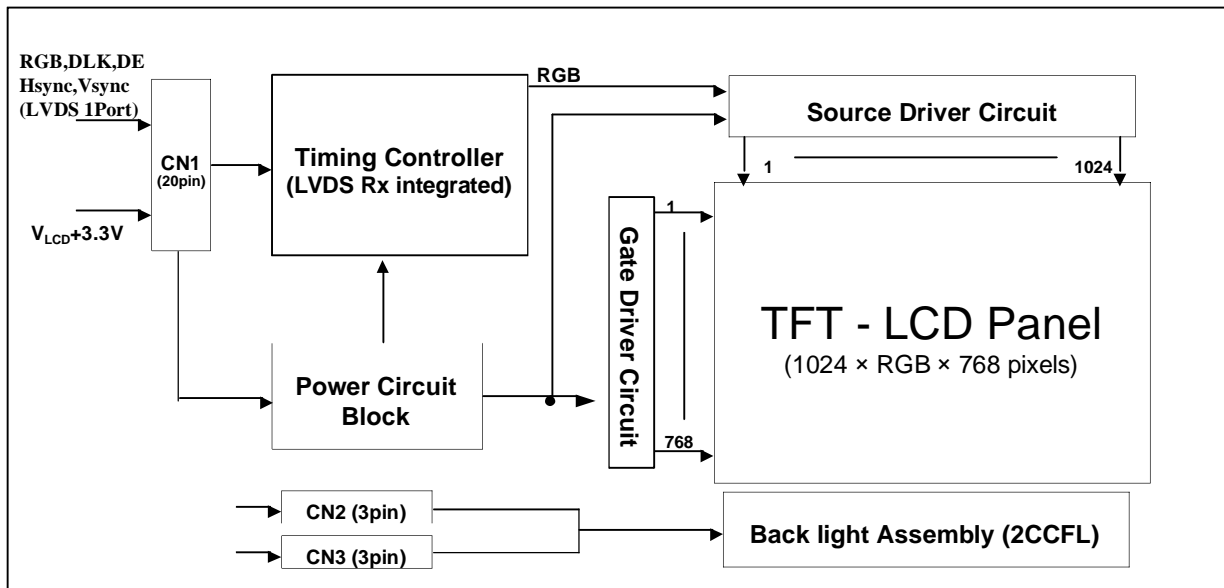 RGB,DLK,DE
Hsync,Vsync
(LVDS 1Port)
CN1
(20pin)
V_LCD+3.3V
Timing Controller
(LVDS Rx integrated)
RGB
Source Driver Circuit
1
1024
Power Circuit
Block
Gate Driver Circuit
1
768
TFT - LCD Panel
(1024 × RGB × 768 pixels)
CN2 (3pin)
CN3 (3pin)
Back light Assembly (2CCFL)